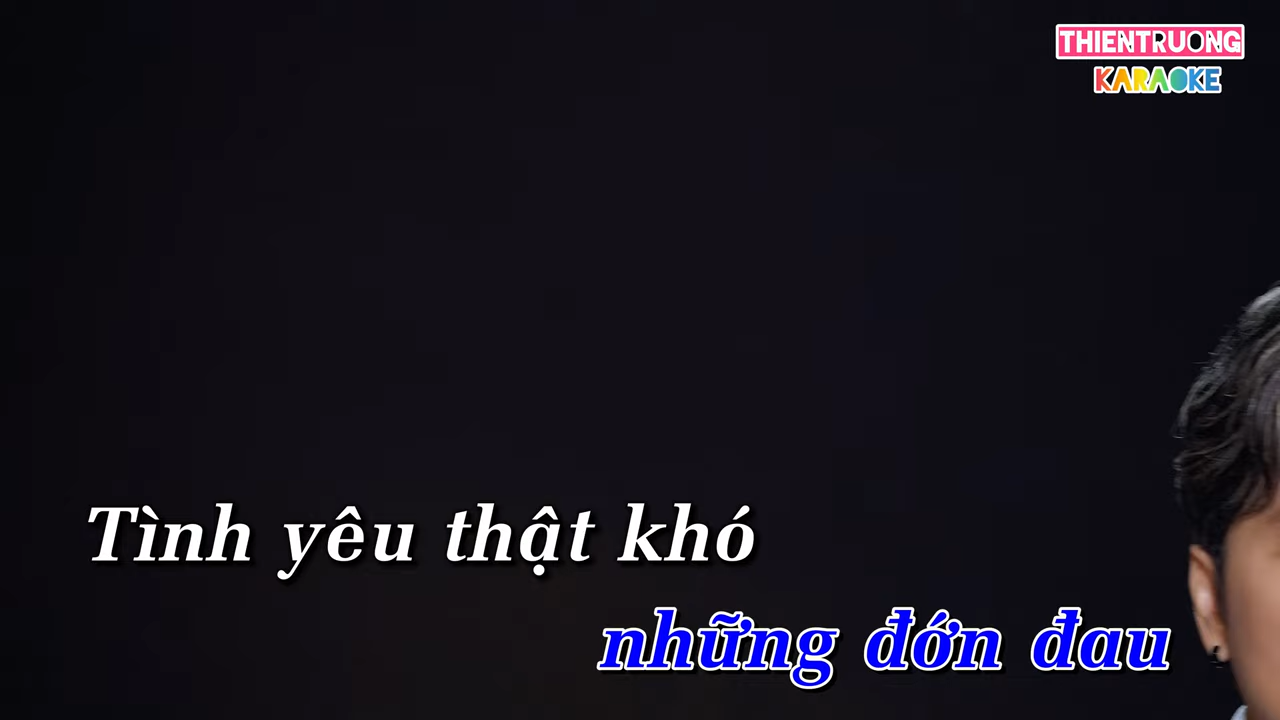 THIENTRUONG
KARAOKE
Tình yêu thật khó
những đớn đau